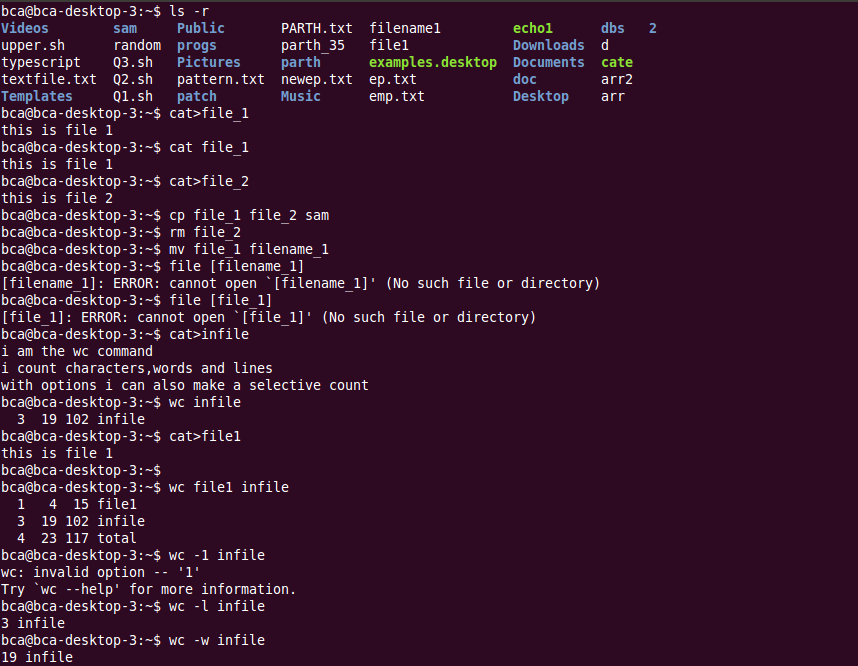 bca@bca-desktop-3:~$ ls -r
Videos        sam     Public       PARTH.txt  filename1         echo1      dbs   2
upper.sh      random  progs        parth_35   file1             Downloads  d
typescript    Q3.sh   Pictures     parth      examples.desktop  Documents  cate
textfile.txt  Q2.sh   pattern.txt  newep.txt  ep.txt            doc        arr2
Templates     Q1.sh   patch        Music      emp.txt           Desktop    arr
bca@bca-desktop-3:~$ cat>file_1
this is file 1
bca@bca-desktop-3:~$ cat file_1
this is file 1
bca@bca-desktop-3:~$ cat>file_2
this is file 2
bca@bca-desktop-3:~$ cp file_1 file_2 sam
bca@bca-desktop-3:~$ rm file_2
bca@bca-desktop-3:~$ mv file_1 filename_1
bca@bca-desktop-3:~$ file [filename_1]
[filename_1]: ERROR: cannot open `[filename_1]' (No such file or directory)
bca@bca-desktop-3:~$ file [file_1]
[file_1]: ERROR: cannot open `[file_1]' (No such file or directory)
bca@bca-desktop-3:~$ cat>infile
i am the wc command
i count characters,words and lines
with options i can also make a selective count
bca@bca-desktop-3:~$ wc infile
  3  19 102 infile
bca@bca-desktop-3:~$ cat>file1
this is file 1
bca@bca-desktop-3:~$
bca@bca-desktop-3:~$ wc file1 infile
  1   4  15 file1
  3  19 102 infile
  4  23 117 total
bca@bca-desktop-3:~$ wc -1 infile
wc: invalid option -- '1'
Try `wc --help' for more information.
bca@bca-desktop-3:~$ wc -l infile
3 infile
bca@bca-desktop-3:~$ wc -w infile
19 infile